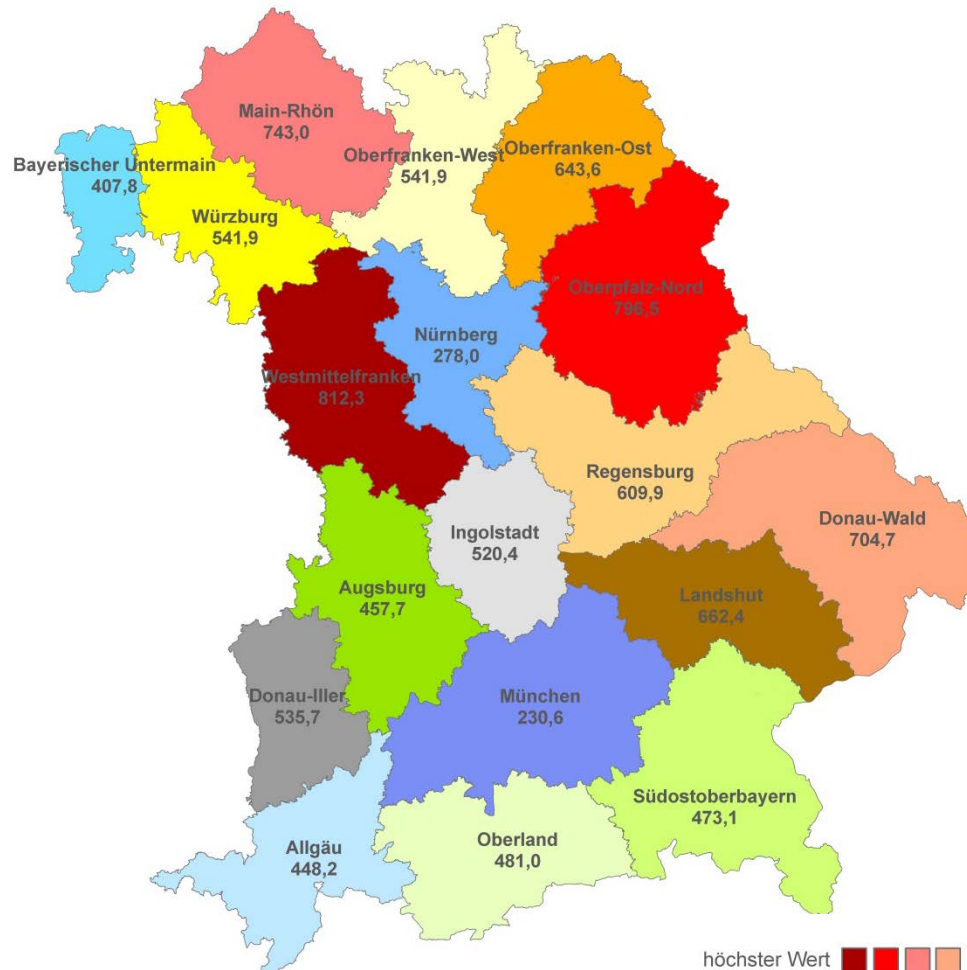 Main-Rhön
743,0
Oberfranken-West
541,9
Oberfranken-Ost
643,6
Bayerischer Untermain
407,8
Würzburg
541,9
Oberpfalz-Nord
796,5
Nürnberg
278,0
Westmittelfranken
812,3
Regensburg
609,9
Donau-Wald
704,7
Ingolstadt
520,4
Augsburg
457,7
Landshut
662,4
Donau-Iller
535,7
München
230,6
Südostoberbayern
473,1
Oberland
481,0
Allgäu
448,2
höchster Wert